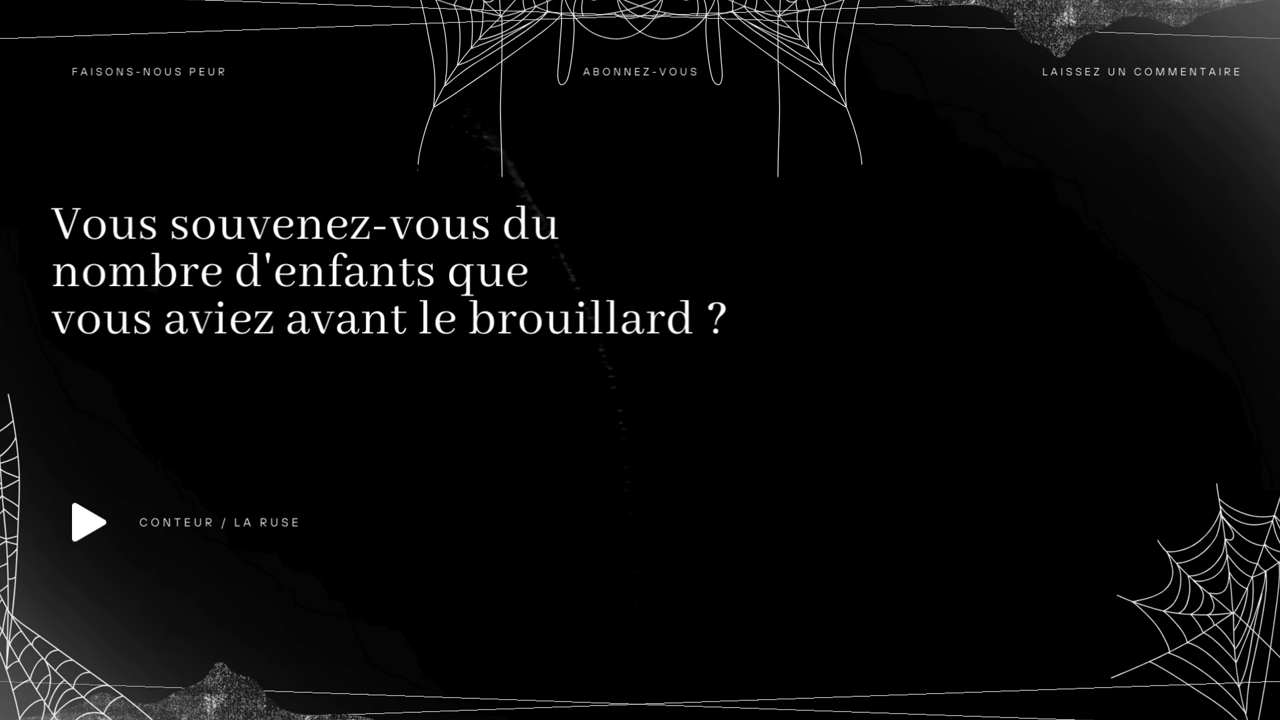 FAISONS-NOUS PEUR
ABONNEZ-VOUS
LAISSEZ UN COMMENTAIRE
Vous souvenez-vous du
nombre d'enfants que
vous aviez avant le brouillard ?
CONTEUR / LA RUSE